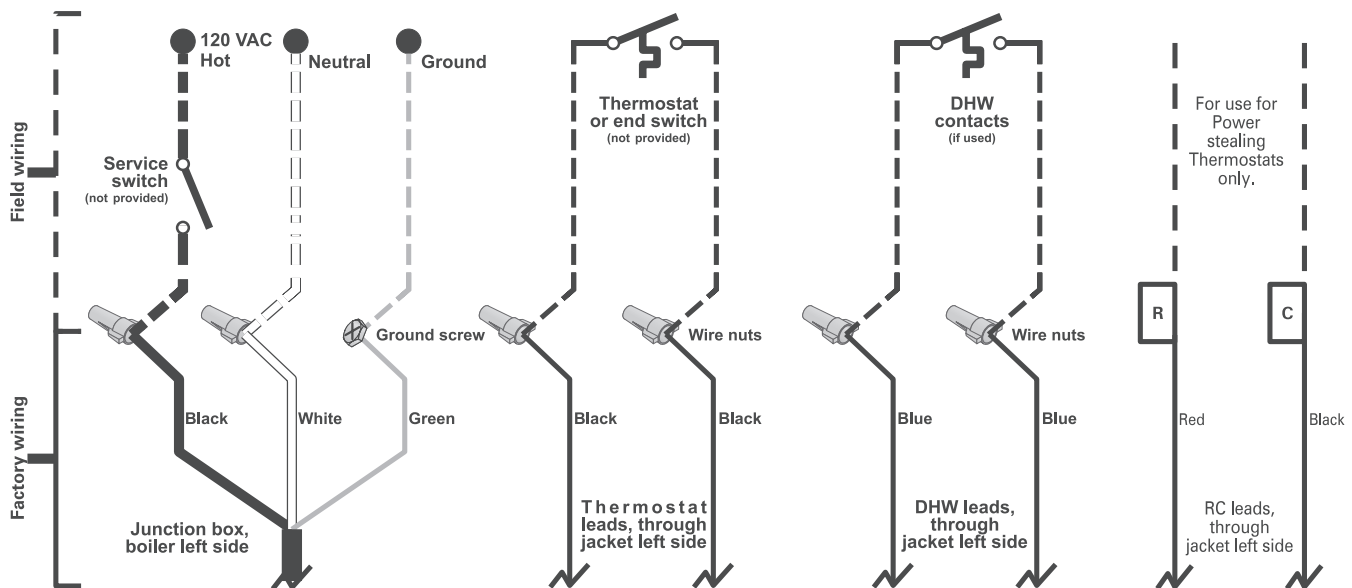 120 VAC
Hot
Neutral
Ground
Service
switch
(not provided)
Thermostat
or end switch
(not provided)
DHW
contacts
(if used)
For use for
Power
stealing
Thermostats
only.
Field wiring
Ground screw
Wire nuts
Wire nuts
R
C
Factory wiring
Black
White
Green
Black
Black
Blue
Blue
Red
Black
Junction box,
boiler left side
Thermostat
leads, through
jacket left side
DHW leads,
through
jacket left side
RC leads,
through
jacket left side